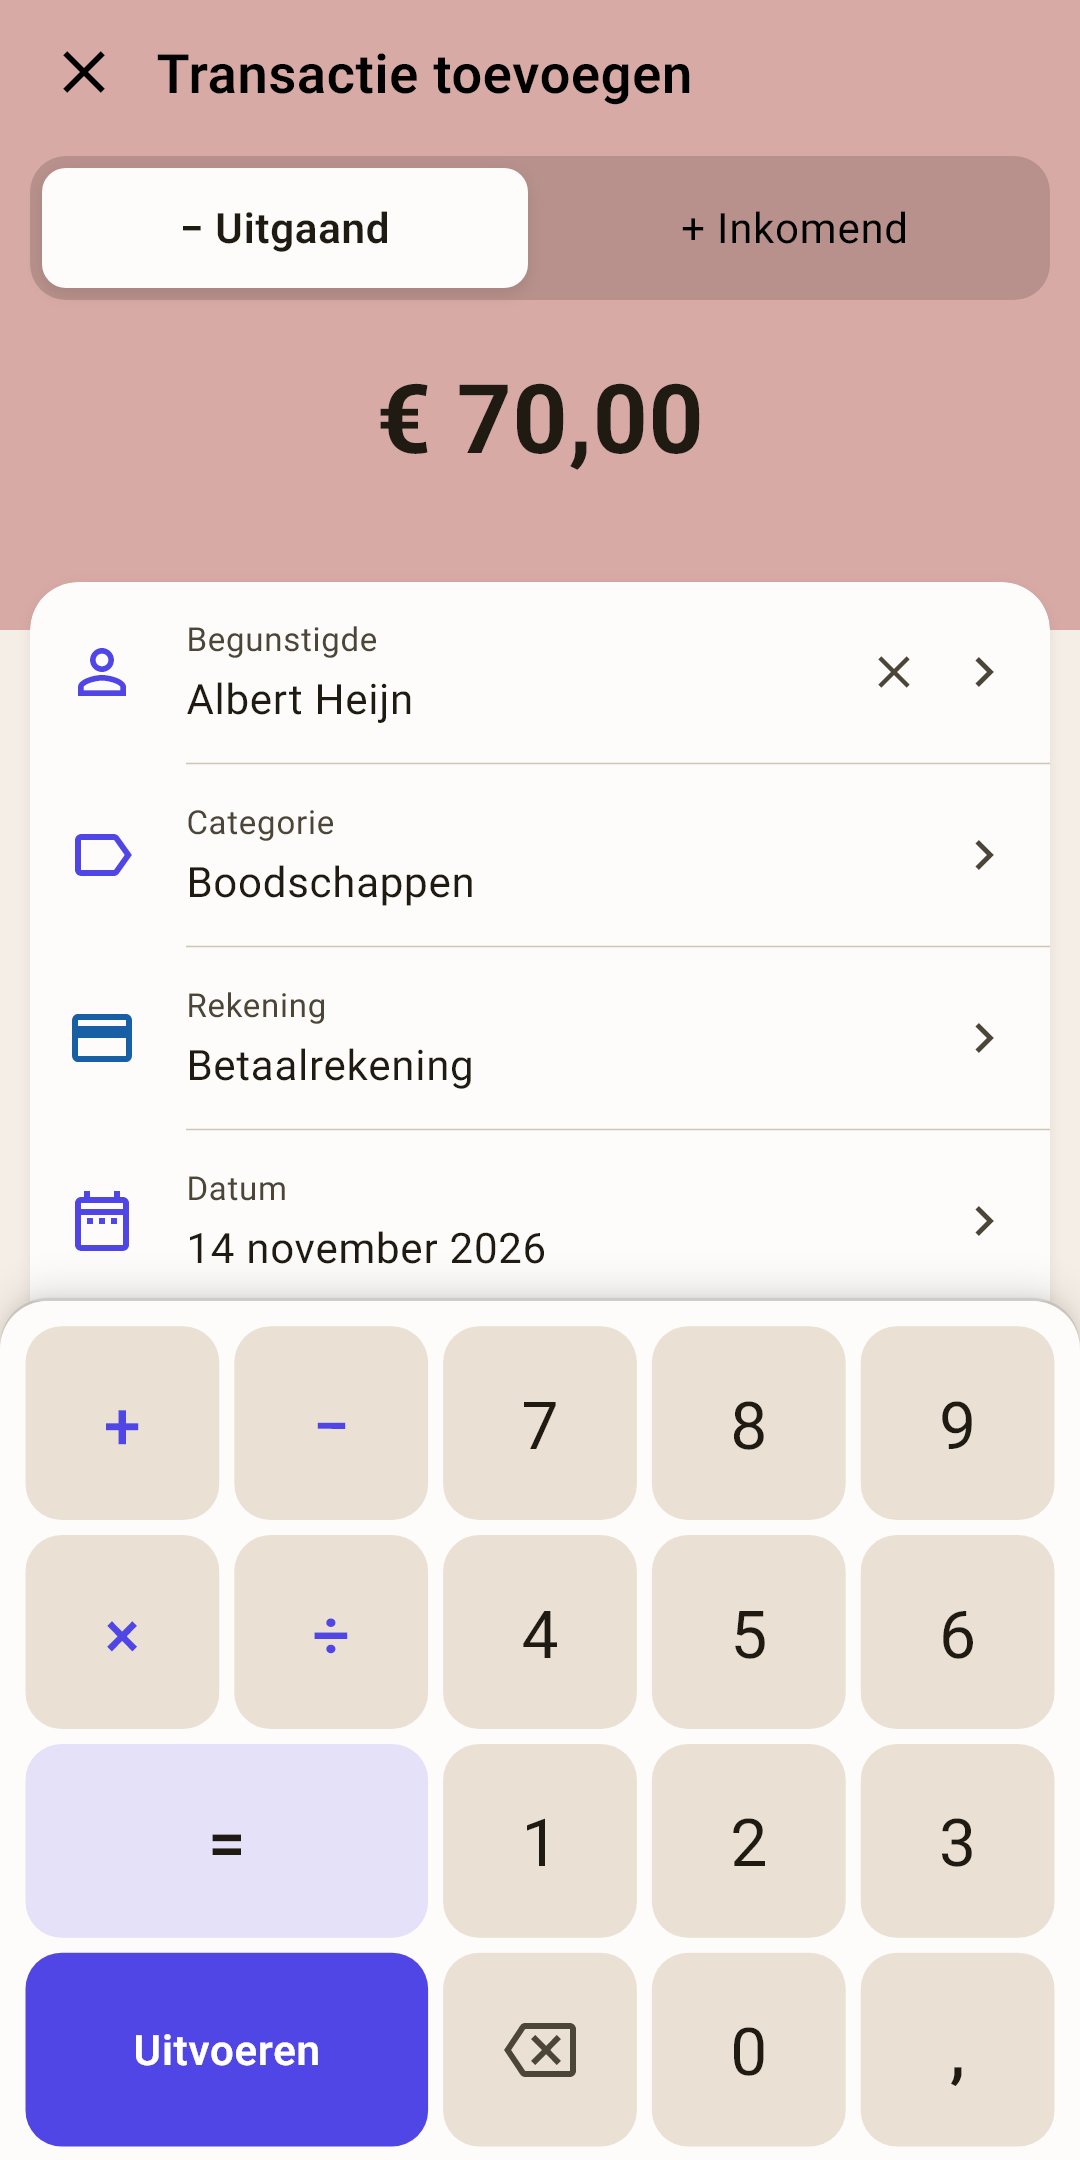 Transactie toevoegen
− Uitgaand
+ Inkomend
€ 70,00
Begunstigde
Albert Heijn
Categorie
Boodschappen
Rekening
Betaalrekening
Datum
14 november 2026
+ − 7 8 9
× ÷ 4 5 6
= 1 2 3
Uitvoeren 0 ,